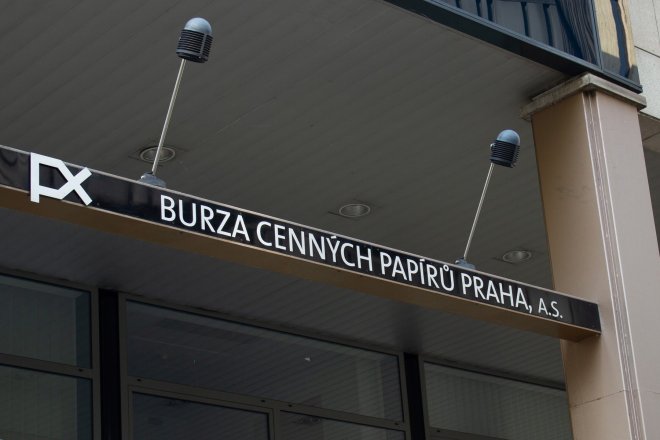 PX BURZA CENNÝCH PAPÍRŮ PRAHA, A.S.